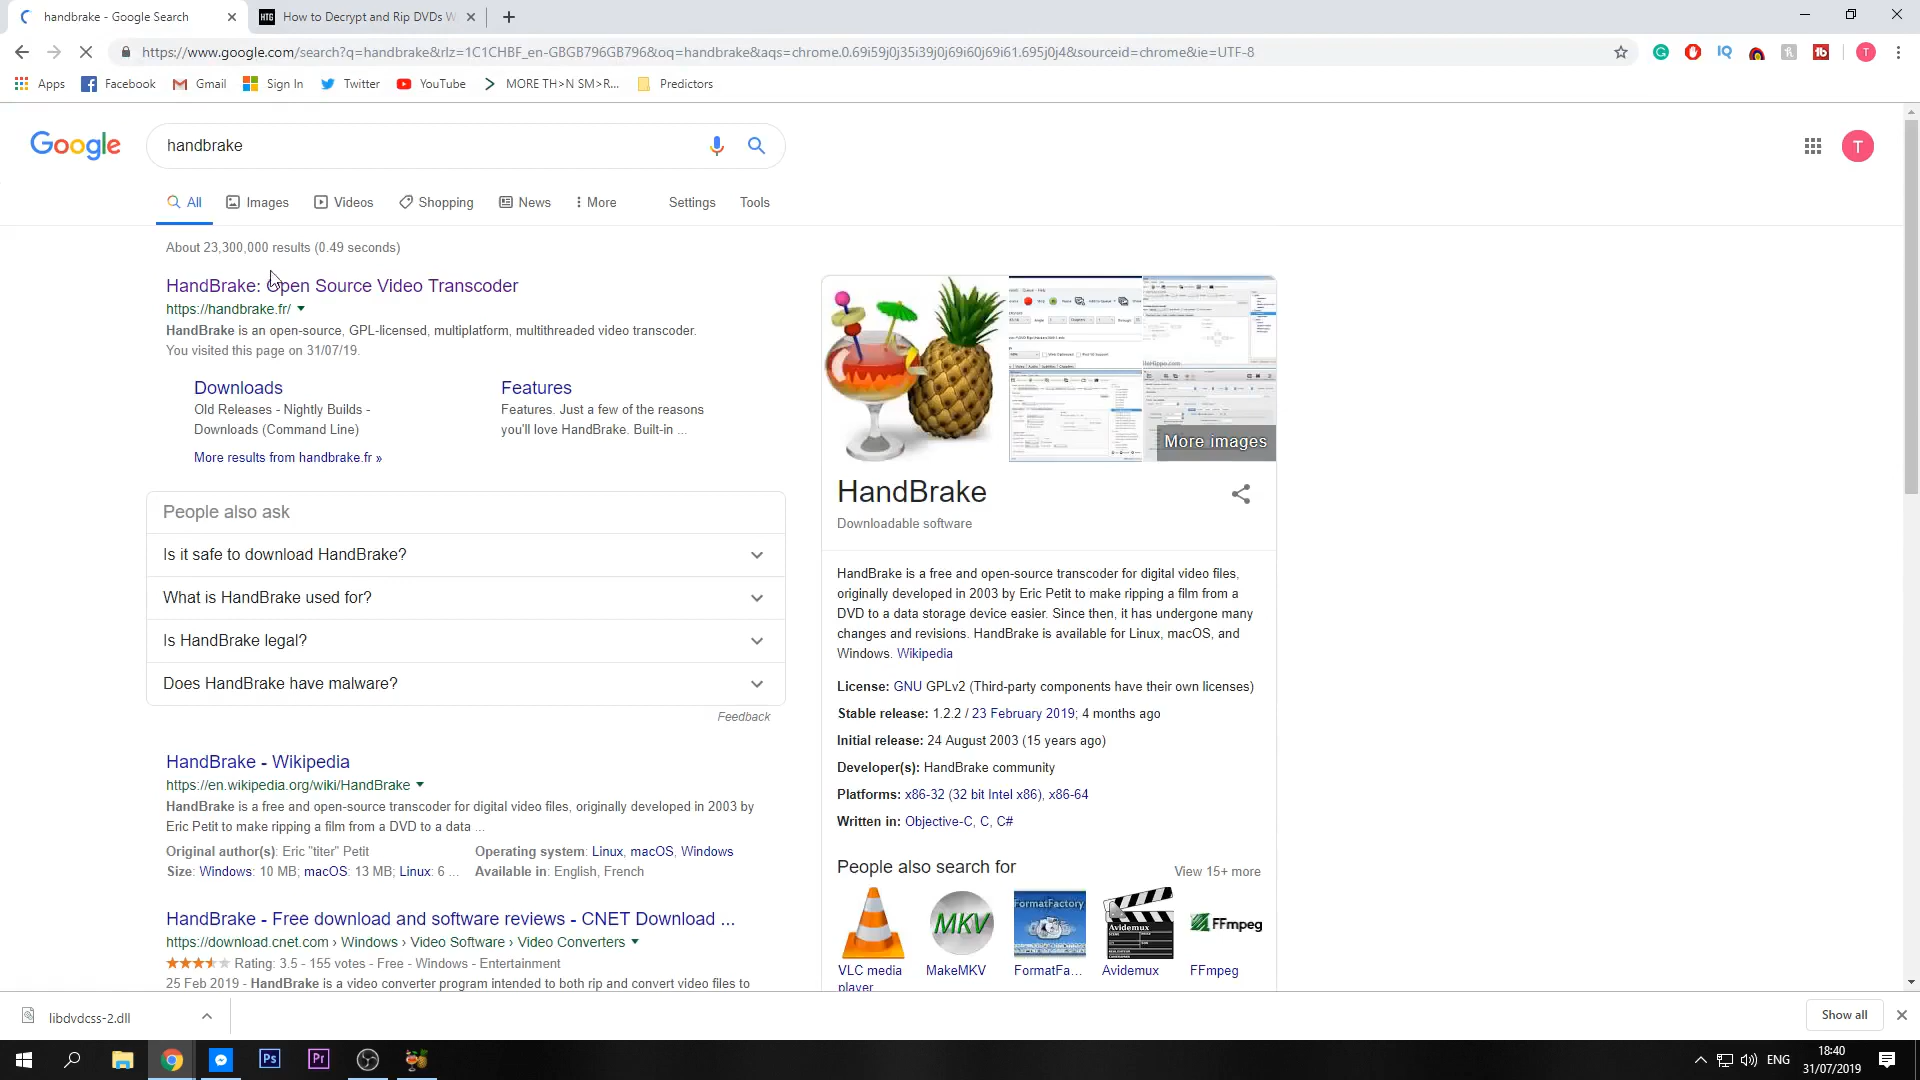 handbrake - Google Search
How to Decrypt and Rip DVDs W
https://www.google.com/search?q=handbrake&rlz=1C1CHBF_en-GBGB796GB796&oq=handbrake&aqs=chrome.0.69i59j0j35i39j0j69i60j69i61.695j0j4&sourceid=chrome&ie=UTF-8
Apps Facebook Gmail Sign In Twitter YouTube MORE TH>N SM>R... Predictors
Google
handbrake
T
All Images Videos Shopping News More Settings Tools
About 23,300,000 results (0.49 seconds)
HandBrake: Open Source Video Transcoder
https://handbrake.fr/
HandBrake is an open-source, GPL-licensed, multiplatform, multithreaded video transcoder.
You visited this page on 31/07/19.
Downloads
Old Releases - Nightly Builds -
Downloads (Command Line)
Features
Features. Just a few of the reasons
you'll love HandBrake. Built-in ...
More results from handbrake.fr »
People also ask
Is it safe to download HandBrake?
What is HandBrake used for?
Is HandBrake legal?
Does HandBrake have malware?
Feedback
HandBrake - Wikipedia
https://en.wikipedia.org/wiki/HandBrake
HandBrake is a free and open-source transcoder for digital video files, originally developed in 2003 by
Eric Petit to make ripping a film from a DVD to a data ...
Original author(s): Eric "titer" Petit
Operating system: Linux, macOS, Windows
Size: Windows: 10 MB; macOS: 13 MB; Linux: 6 ...
Available in: English, French
HandBrake - Free download and software reviews - CNET Download ...
https://download.cnet.com › Windows › Video Software › Video Converters
Rating: 3.5 - 155 votes - Free - Windows - Entertainment
25 Feb 2019 - HandBrake is a video converter program intended to both rip and convert video files to
More images
HandBrake
Downloadable software
HandBrake is a free and open-source transcoder for digital video files,
originally developed in 2003 by Eric Petit to make ripping a film from a
DVD to a data storage device easier. Since then, it has undergone many
changes and revisions. HandBrake is available for Linux, macOS, and
Windows. Wikipedia
License: GNU GPLv2 (Third-party components have their own licenses)
Stable release: 1.2.2 / 23 February 2019; 4 months ago
Initial release: 24 August 2003 (15 years ago)
Developer(s): HandBrake community
Platforms: x86-32 (32 bit Intel x86), x86-64
Written in: Objective-C, C, C#
People also search for
View 15+ more
MKV
FormatFactory
Avidemux
FFmpeg
VLC media
player
MakeMKV
FormatFa...
Avidemux
FFmpeg
libdvdcss-2.dll
Show all
Ps
Pr
ENG
18:40
31/07/2019